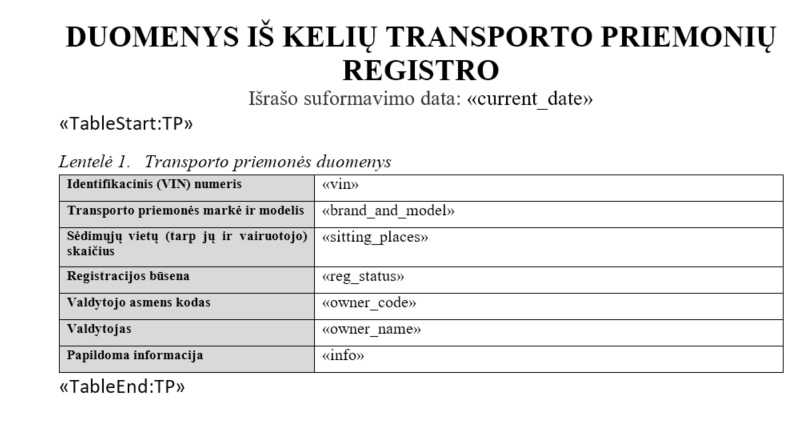 DUOMENYS IŠ KELIŲ TRANSPORTO PRIEMONIŲ
REGISTRO
Išrašo suformavimo data: «current_date»
«TableStart:TP»
Lentelė 1. Transporto priemonės duomenys
Identifikacinis (VIN) numeris «vin»
Transporto priemonės markė ir modelis «brand_and_model»
Sėdimųjų vietų (tarp jų ir vairuotojo) «sitting_places»
skaičius
Registracijos būsena «reg_status»
Valdytojo asmens kodas «owner_code»
Valdytojas «owner_name»
Papildoma informacija «info»
«TableEnd:TP»